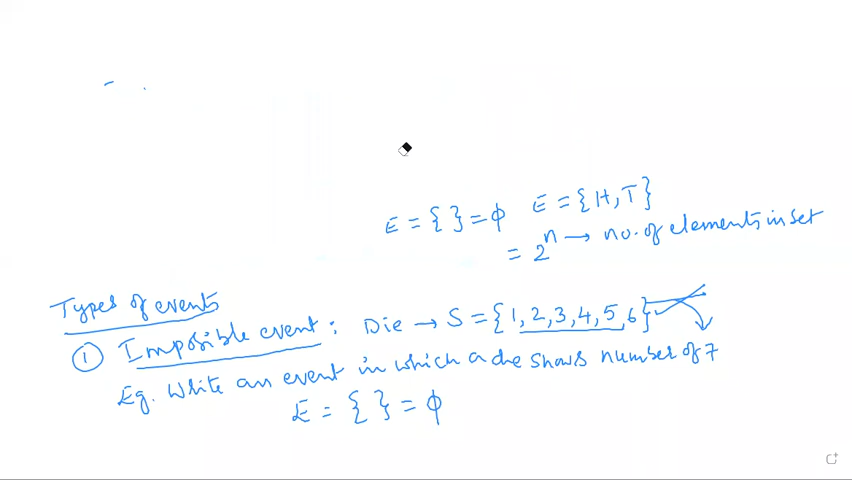 E = { } = ϕ E = {H, T}
= 2ⁿ → no. of elements in set
Types of events
① Imposible event : Die → S = {1, 2, 3, 4, 5, 6}
Eg. Write an event in which a die shows number of 7
E = { } = ϕ